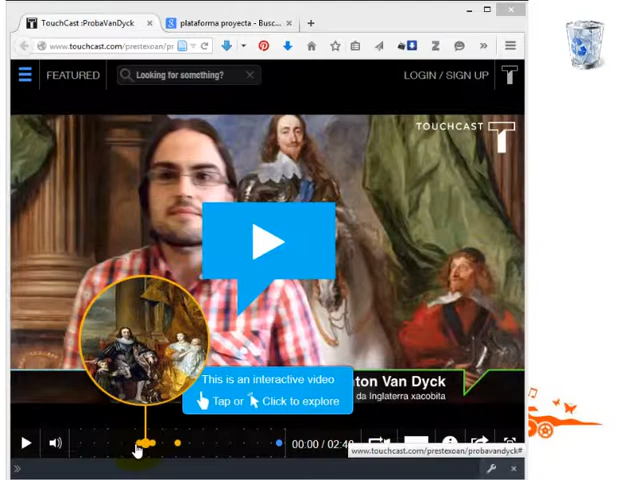 TouchCast :ProbaVanDyck
plataforma proyecta - Busc...
www.touchcast.com/prestexoan/pr
FEATURED
Looking for something?
LOGIN / SIGN UP
TOUCHCAST
This is an interactive video
Tap or Click to explore
ton Van Dyck
da Inglaterra xacobita
00:00 / 02:4
www.touchcast.com/prestexoan/probavandyck#